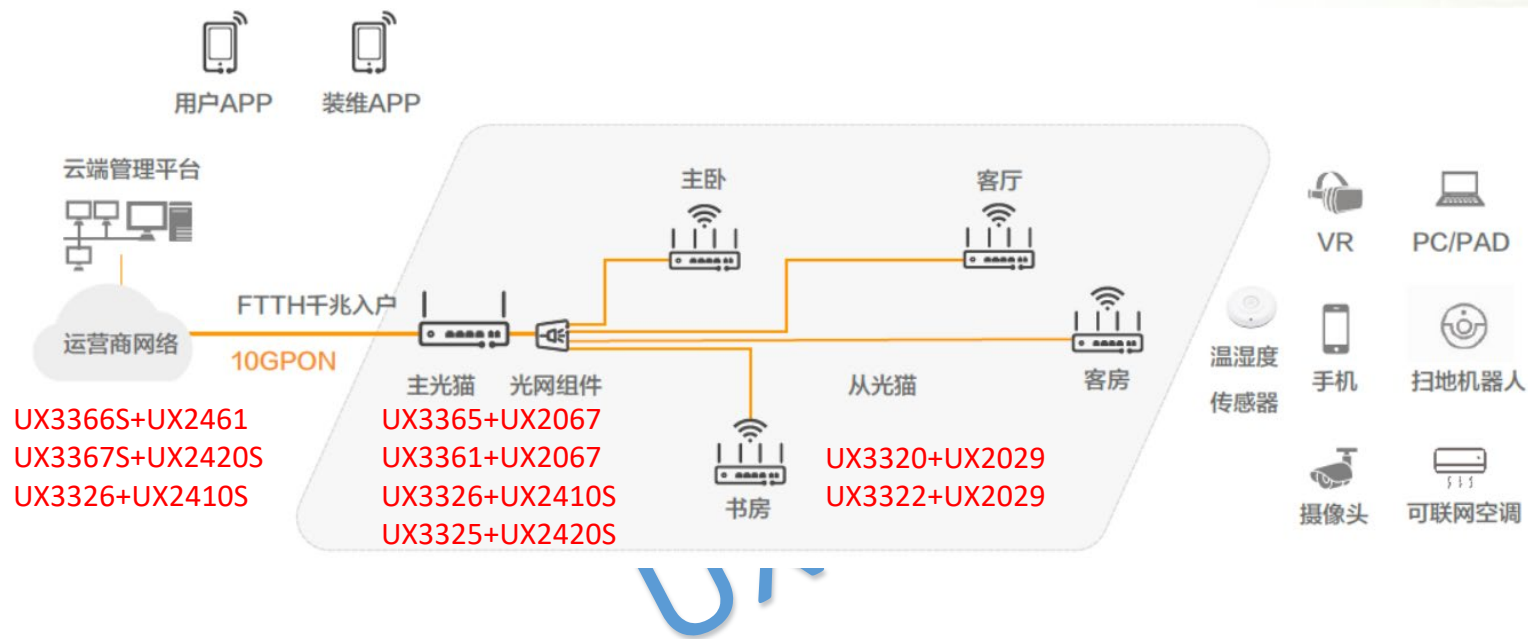 用户APP
装维APP
云端管理平台
主卧
客厅
VR
PC/PAD
FTTH千兆入户
运营商网络
10GPON
主光猫
光网组件
从光猫
客房
温湿度
传感器
手机
扫地机器人
UX3366S+UX2461
UX3367S+UX2420S
UX3326+UX2410S
UX3365+UX2067
UX3361+UX2067
UX3326+UX2410S
UX3325+UX2420S
书房
UX3320+UX2029
UX3322+UX2029
摄像头
可联网空调